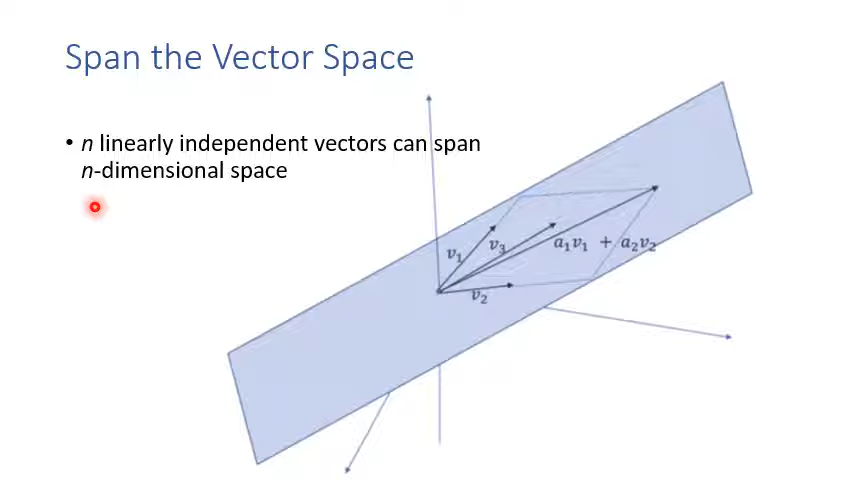 Span the Vector Space
• n linearly independent vectors can span
n-dimensional space
v₁
v₃
a₁v₁ + a₂v₂
v₂